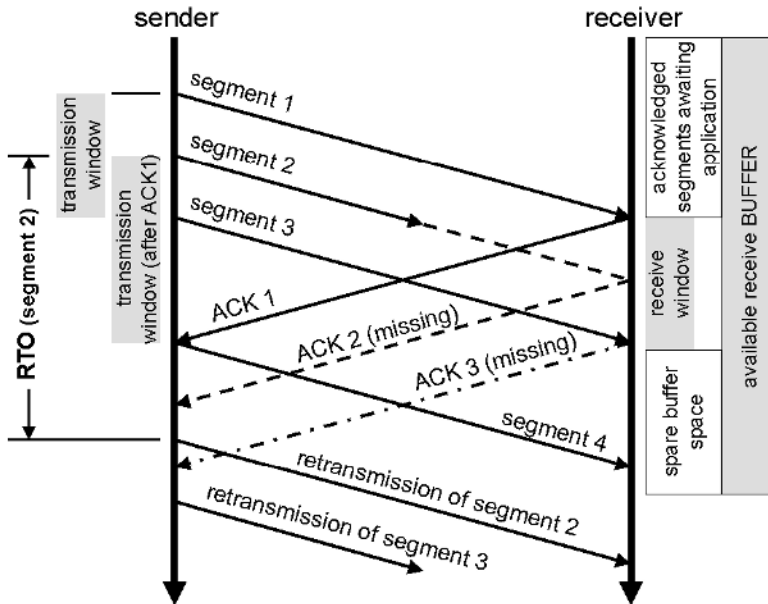 sender
receiver
segment 1
segment 2
segment 3
ACK 1
ACK 2 (missing)
ACK 3 (missing)
segment 4
retransmission of segment 2
retransmission of segment 3
RTO (segment 2)
transmission
window
transmission
window (after ACK1)
acknowledged
segments awaiting
application
receive
window
spare buffer
space
available receive BUFFER